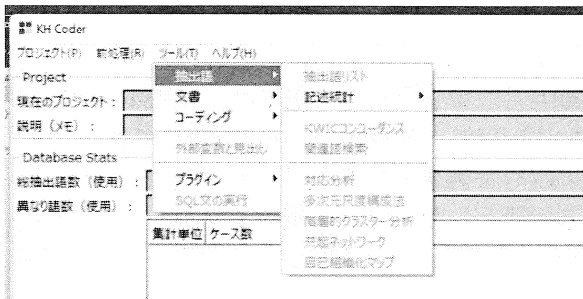 KH Coder
プロジェクト(P) 前処理(R) ツール(T) ヘルプ(H)
Project
現在のプロジェクト：
説明（メモ）：
Database Stats
総抽出語数（使用）：
異なり語数（使用）：
集計単位 ケース数
抽出語
文書
コーディング
外部変数と見出し
プラグイン
SQL文の実行
抽出語リスト
記述統計
KWICコンコーダンス
関連語検索
対応分析
多次元尺度構成法
階層的クラスター分析
共起ネットワーク
自己組織化マップ